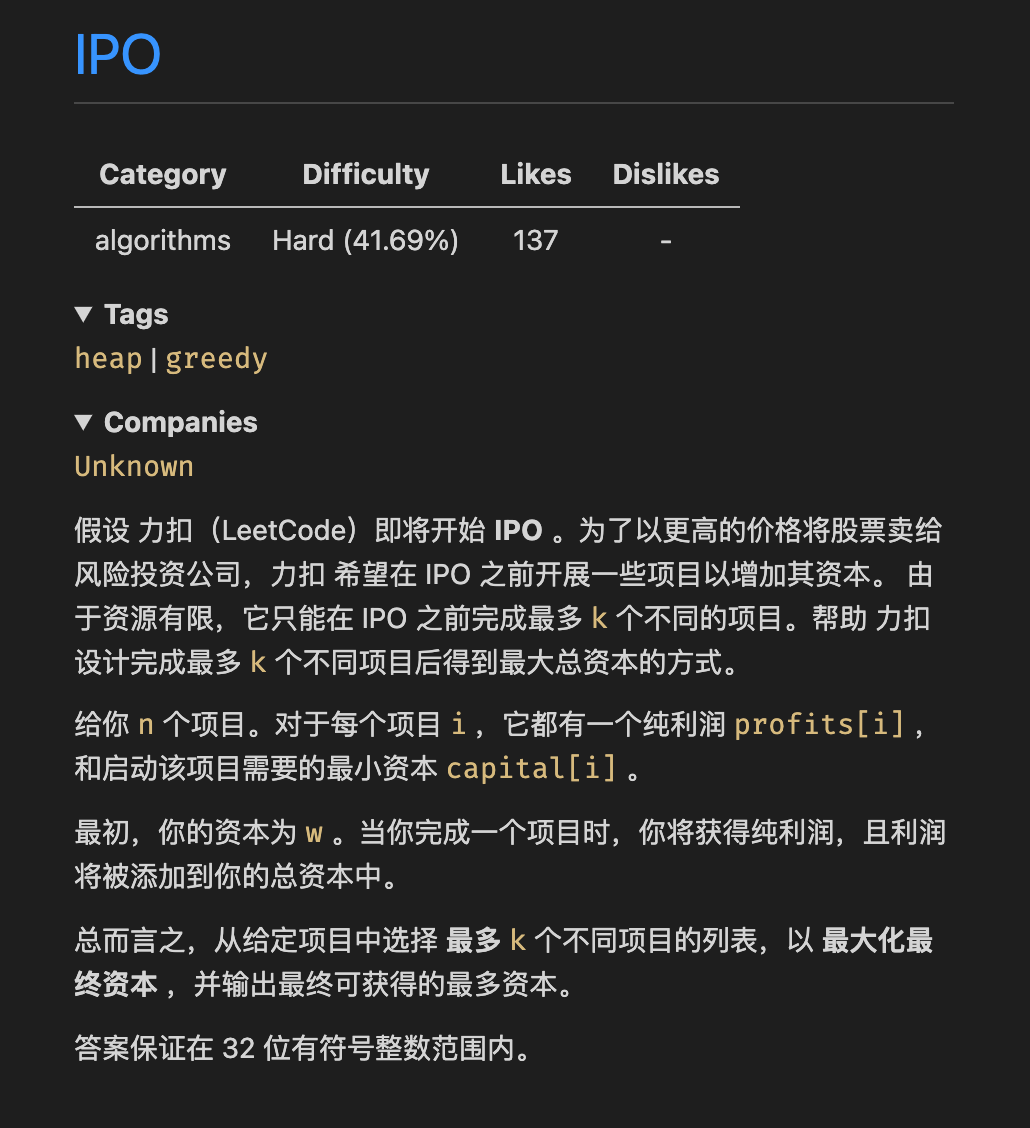 IPO
Category Difficulty Likes Dislikes
algorithms Hard (41.69%) 137 -
▼ Tags
heap | greedy
▼ Companies
Unknown
假设 力扣（LeetCode）即将开始 IPO 。为了以更高的价格将股票卖给
风险投资公司，力扣 希望在 IPO 之前开展一些项目以增加其资本。 由
于资源有限，它只能在 IPO 之前完成最多 k 个不同的项目。帮助 力扣
设计完成最多 k 个不同项目后得到最大总资本的方式。
给你 n 个项目。对于每个项目 i ，它都有一个纯利润 profits[i] ，
和启动该项目需要的最小资本 capital[i] 。
最初，你的资本为 w 。当你完成一个项目时，你将获得纯利润，且利润
将被添加到你的总资本中。
总而言之，从给定项目中选择 最多 k 个不同项目的列表，以 最大化最
终资本 ，并输出最终可获得的最多资本。
答案保证在 32 位有符号整数范围内。